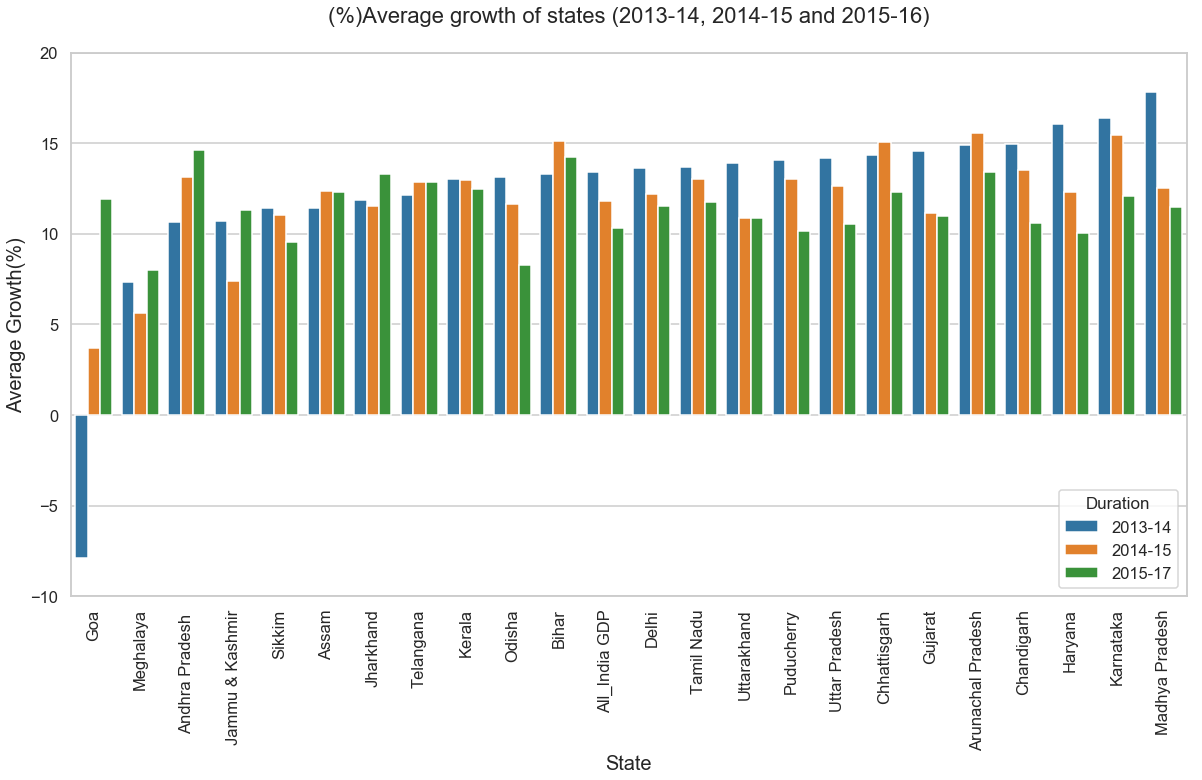 (%)Average growth of states (2013-14, 2014-15 and 2015-16)
20
15
10
5
0
−5
−10
Average Growth(%)
Duration
2013-14
2014-15
2015-17
Goa
Meghalaya
Andhra Pradesh
Jammu & Kashmir
Sikkim
Assam
Jharkhand
Telangana
Kerala
Odisha
Bihar
All_India GDP
Delhi
Tamil Nadu
Uttarakhand
Puducherry
Uttar Pradesh
Chhattisgarh
Gujarat
Arunachal Pradesh
Chandigarh
Haryana
Karnataka
Madhya Pradesh
State